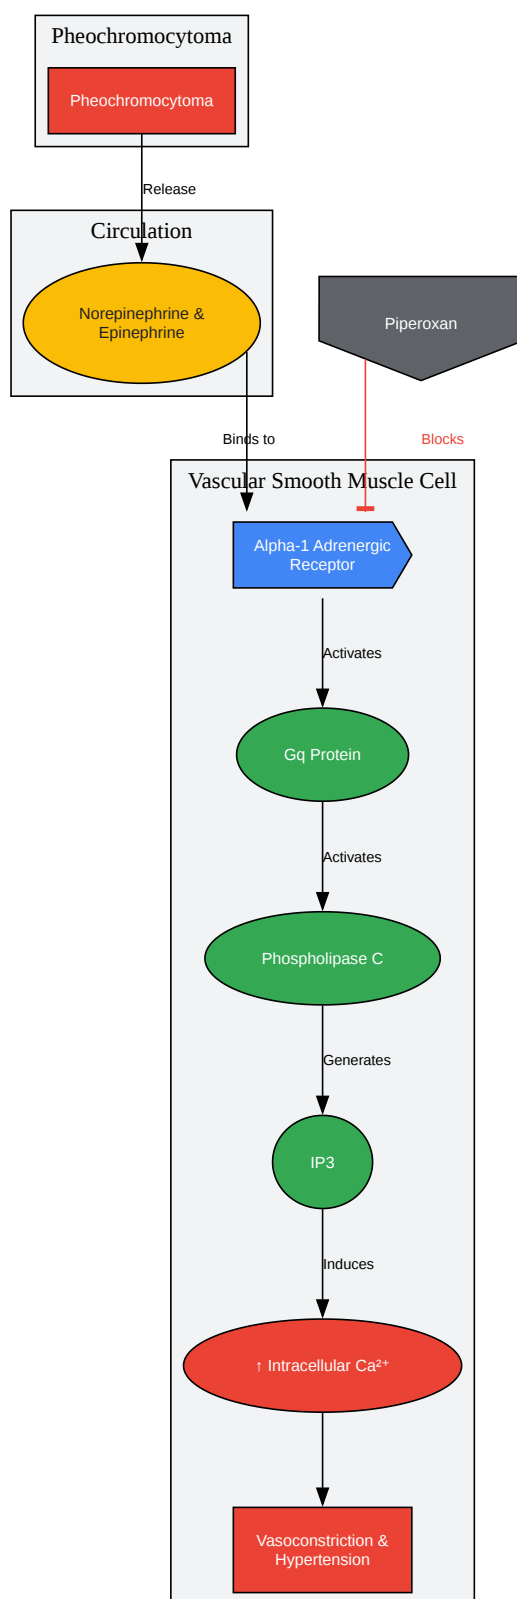 Pheochromocytoma
Pheochromocytoma
Release
Circulation
Norepinephrine &
Epinephrine
Piperoxan
Binds to
Blocks
Vascular Smooth Muscle Cell
Alpha-1 Adrenergic
Receptor
Activates
Gq Protein
Activates
Phospholipase C
Generates
IP3
Induces
↑ Intracellular Ca²⁺
Vasoconstriction &
Hypertension